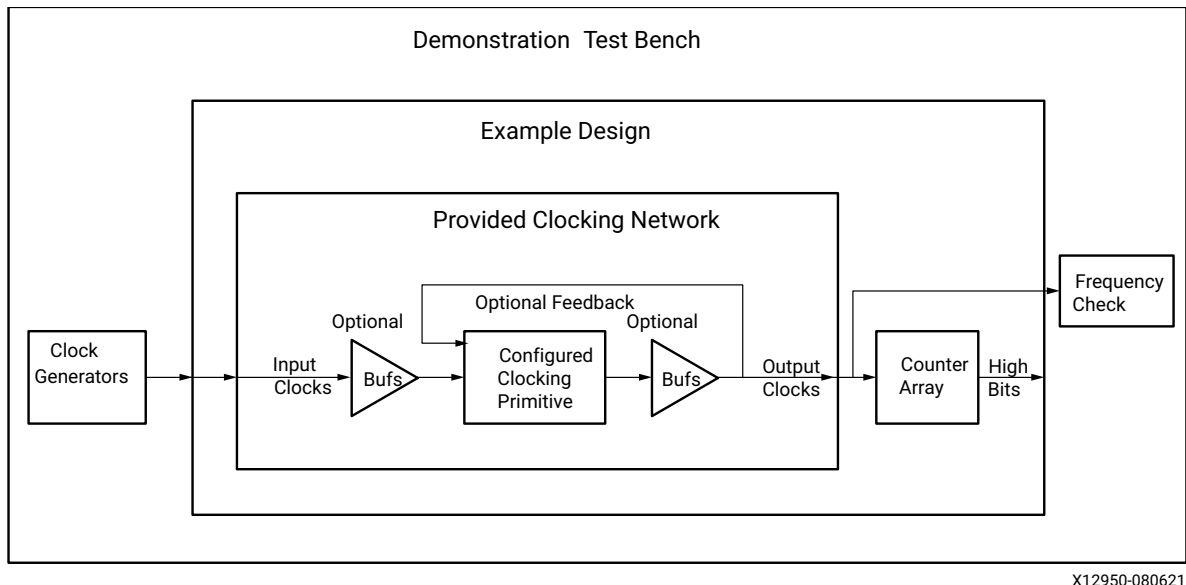 Demonstration Test Bench
Example Design
Provided Clocking Network
Frequency
Check
Optional Feedback
Optional
Optional
Clock
Generators
Input
Clocks
Bufs
Configured
Clocking
Primitive
Bufs
Output
Clocks
Counter
Array
High
Bits
X12950-080621